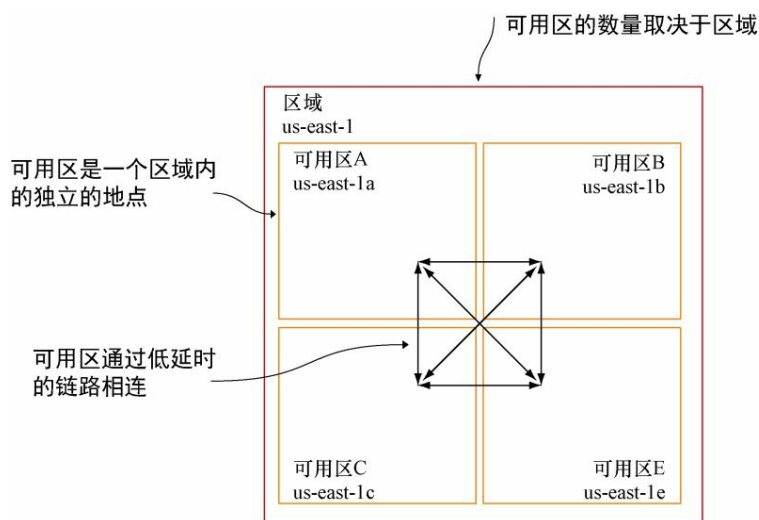 可用区的数量取决于区域
区域
us-east-1
可用区A
us-east-1a
可用区B
us-east-1b
可用区是一个区域内
的独立的地点
可用区通过低延时
的链路相连
可用区C
us-east-1c
可用区E
us-east-1e